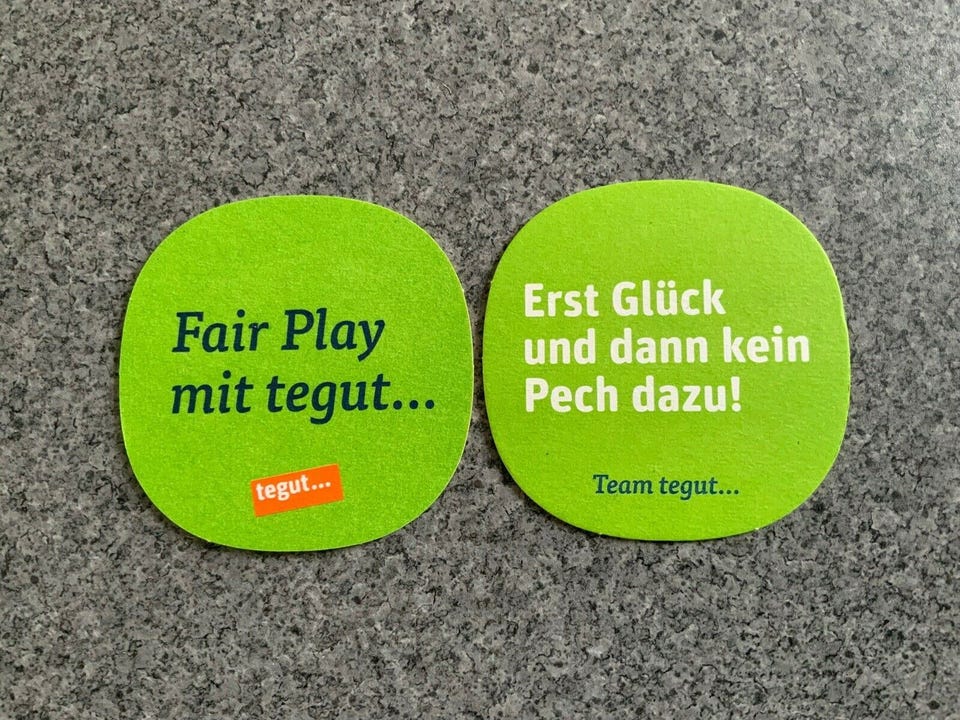 Fair Play
mit tegut...
tegut...
Erst Glück
und dann kein
Pech dazu!
Team tegut...